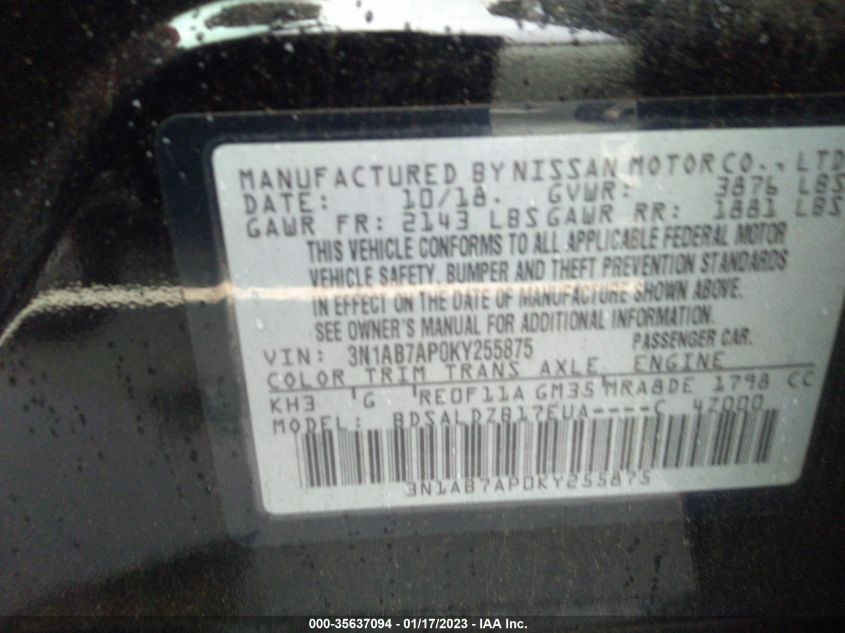 MANUFACTURED BY NISSAN MOTOR CO., LTD
DATE: 10/18. GVWR: 3876 LBS
GAWR FR: 2143 LBS GAWR RR: 1881 LBS
THIS VEHICLE CONFORMS TO ALL APPLICABLE FEDERAL MOTOR
VEHICLE SAFETY, BUMPER AND THEFT PREVENTION STANDARDS
IN EFFECT ON THE DATE OF MANUFACTURE SHOWN ABOVE.
SEE OWNER'S MANUAL FOR ADDITIONAL INFORMATION.
VIN: 3N1AB7AP0KY255875 PASSENGER CAR.
COLOR TRIM TRANS AXLE ENGINE
KH3 G RE0F11A GM35 MRA8DE 1798 CC
MODEL: BDSALDZB17EUA----C 47000
3N1AB7AP0KY255875
000-35637094 - 01/17/2023 - IAA Inc.